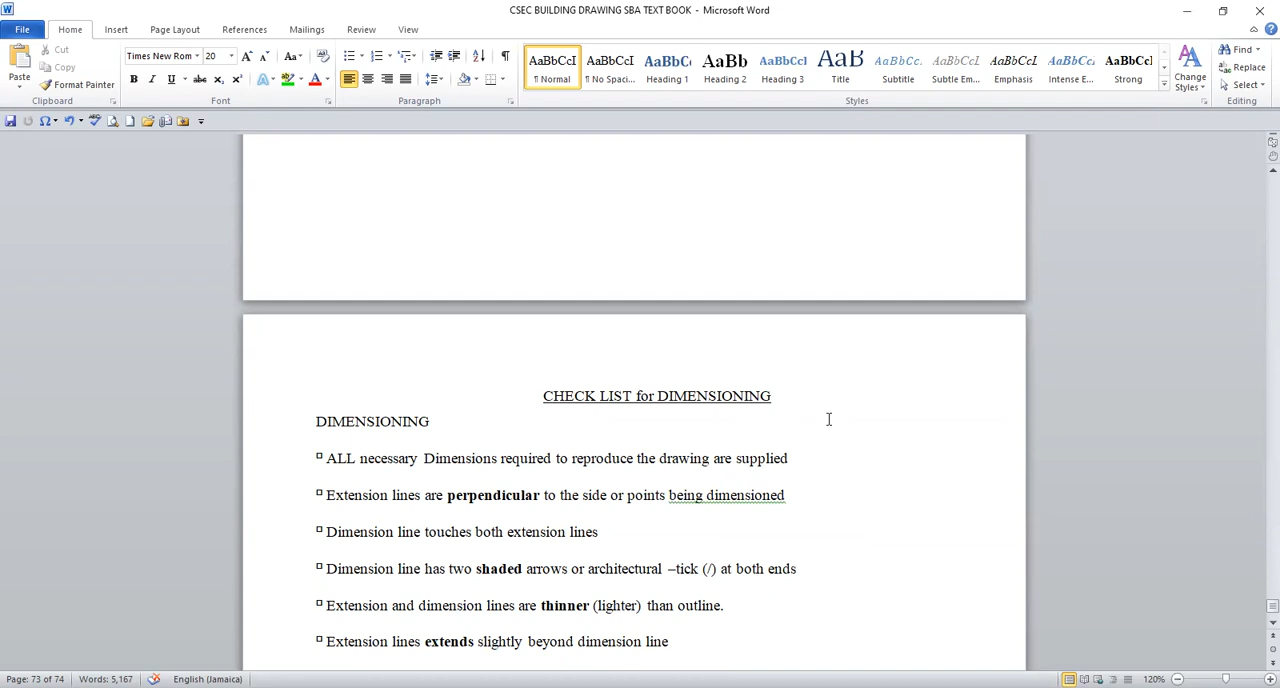 CSEC BUILDING DRAWING SBA TEXT BOOK - Microsoft Word
File Home Insert Page Layout References Mailings Review View
Paste Cut Copy Format Painter Clipboard
Times New Rom 20 Font
Paragraph
AaBbCcI ¶ Normal
AaBbCcI ¶ No Spaci...
AaBbC Heading 1
AaBb Heading 2
AaBbCcI Heading 3
AaB Title
AaBbCc. Subtitle
AaBbCcL Subtle Em...
AaBbCcI Emphasis
AaBbCcI Intense E...
AaBbCcI Strong
Change Styles
Styles
Find Replace Select Editing
CHECK LIST for DIMENSIONING
DIMENSIONING
ALL necessary Dimensions required to reproduce the drawing are supplied
Extension lines are perpendicular to the side or points being dimensioned
Dimension line touches both extension lines
Dimension line has two shaded arrows or architectural –tick (/) at both ends
Extension and dimension lines are thinner (lighter) than outline.
Extension lines extends slightly beyond dimension line
Page: 73 of 74 Words: 5,167 English (Jamaica) 120%